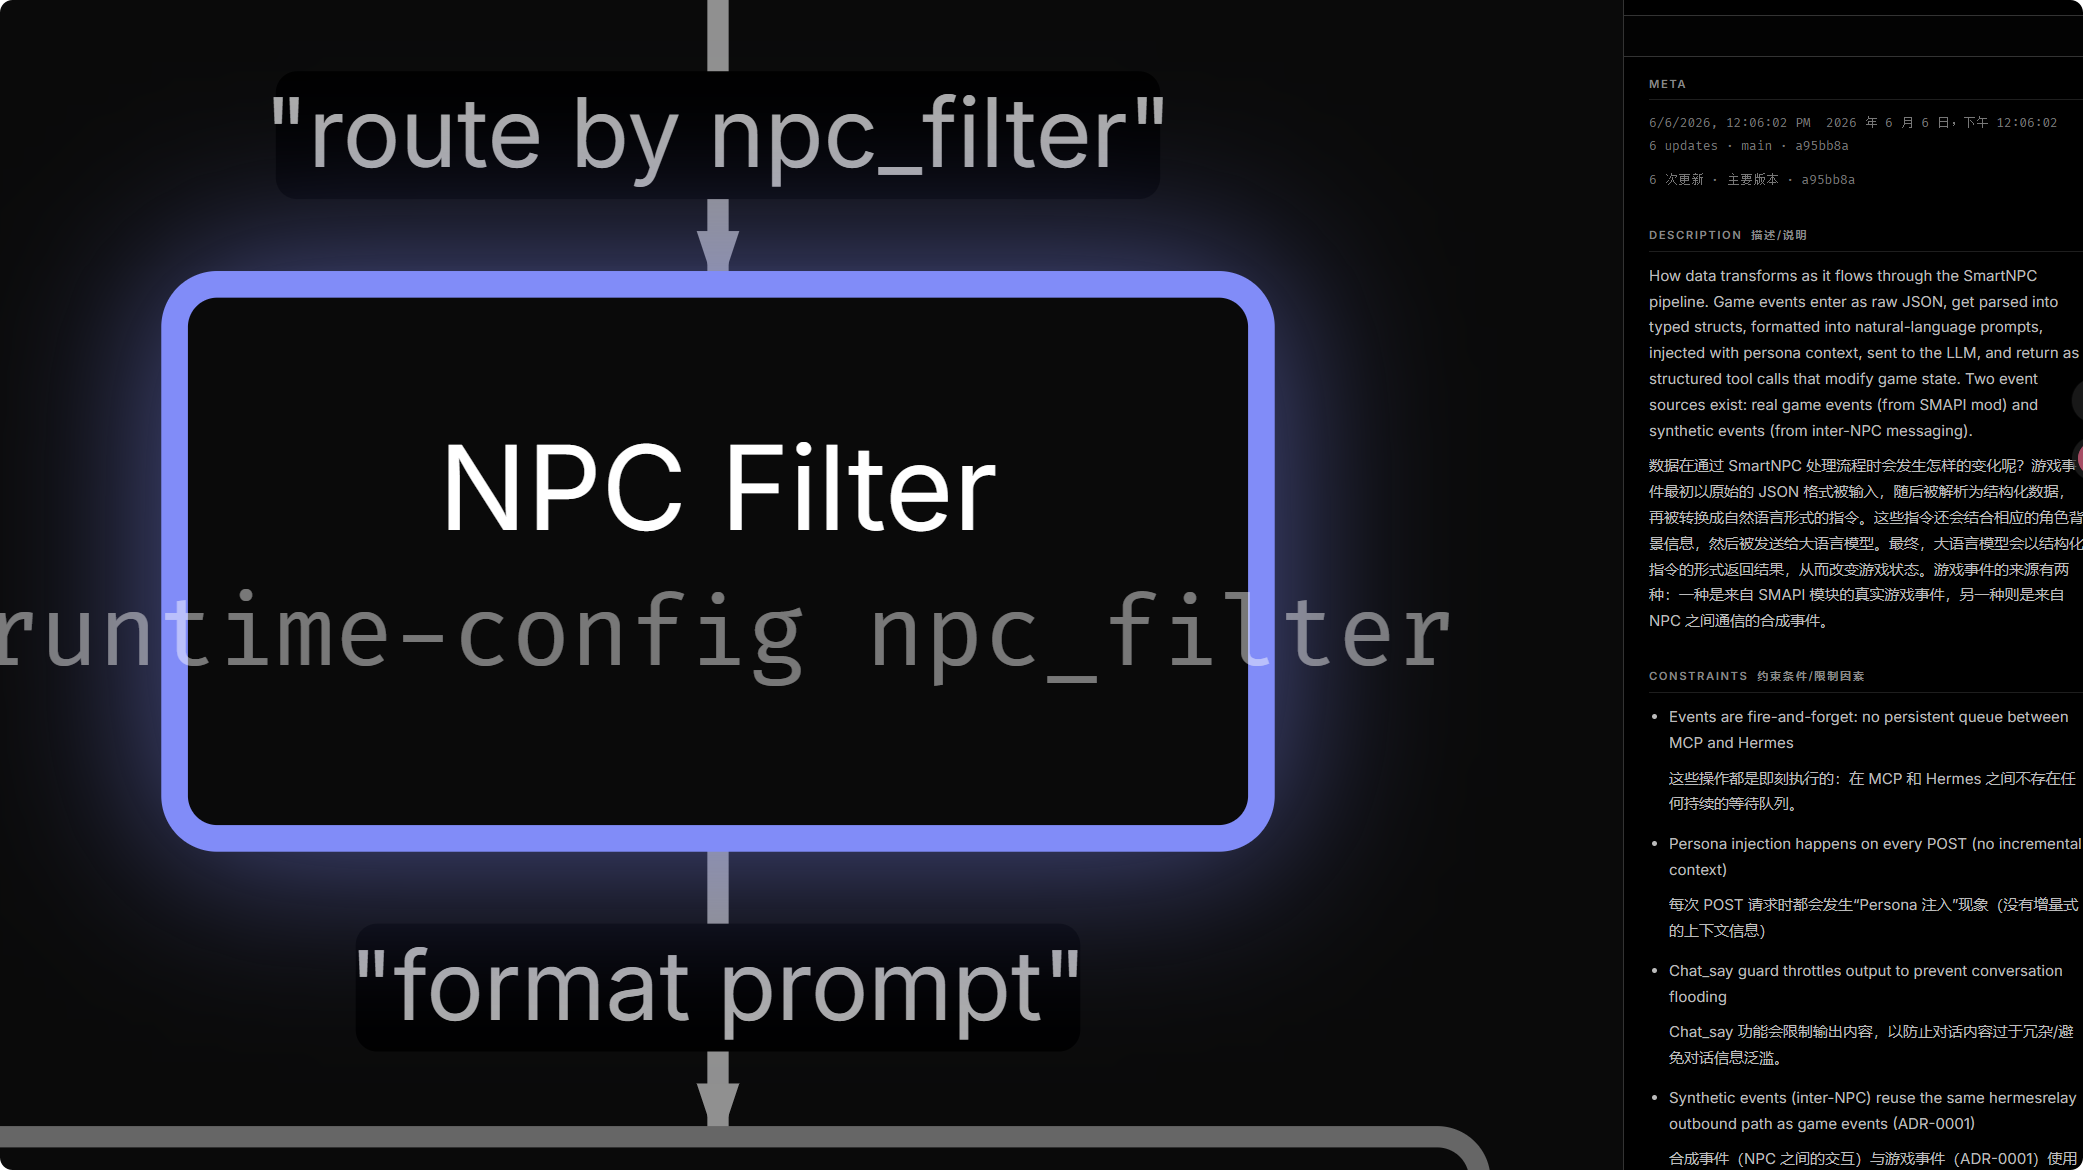 "route by npc_filter"
NPC Filter
runtime-config npc_filter
"format prompt"
META
6/6/2026, 12:06:02 PM 2026 年 6 月 6 日，下午 12:06:02
6 updates · main · a95bb8a
6 次更新 · 主要版本 · a95bb8a
DESCRIPTION 描述/说明
How data transforms as it flows through the SmartNPC
pipeline. Game events enter as raw JSON, get parsed into
typed structs, formatted into natural-language prompts,
injected with persona context, sent to the LLM, and return as
structured tool calls that modify game state. Two event
sources exist: real game events (from SMAPI mod) and
synthetic events (from inter-NPC messaging).
数据在通过 SmartNPC 处理流程时会发生怎样的变化呢？游戏事
件最初以原始的 JSON 格式被输入，随后被解析为结构化数据，
再被转换成自然语言形式的指令。这些指令还会结合相应的角色背
景信息，然后被发送给大语言模型。最终，大语言模型会以结构化
指令的形式返回结果，从而改变游戏状态。游戏事件的来源有两
种：一种是来自 SMAPI 模块的真实游戏事件，另一种则是来自
NPC 之间通信的合成事件。
CONSTRAINTS 约束条件/限制因素
• Events are fire-and-forget: no persistent queue between
MCP and Hermes
这些操作都是即刻执行的：在 MCP 和 Hermes 之间不存在任
何持续的等待队列。
• Persona injection happens on every POST (no incremental
context)
每次 POST 请求时都会发生“Persona 注入”现象（没有增量式
的上下文信息）
• Chat_say guard throttles output to prevent conversation
flooding
Chat_say 功能会限制输出内容，以防止对话内容过于冗杂/避
免对话信息泛滥。
• Synthetic events (inter-NPC) reuse the same hermesrelay
outbound path as game events (ADR-0001)
合成事件（NPC 之间的交互）与游戏事件（ADR-0001）使用